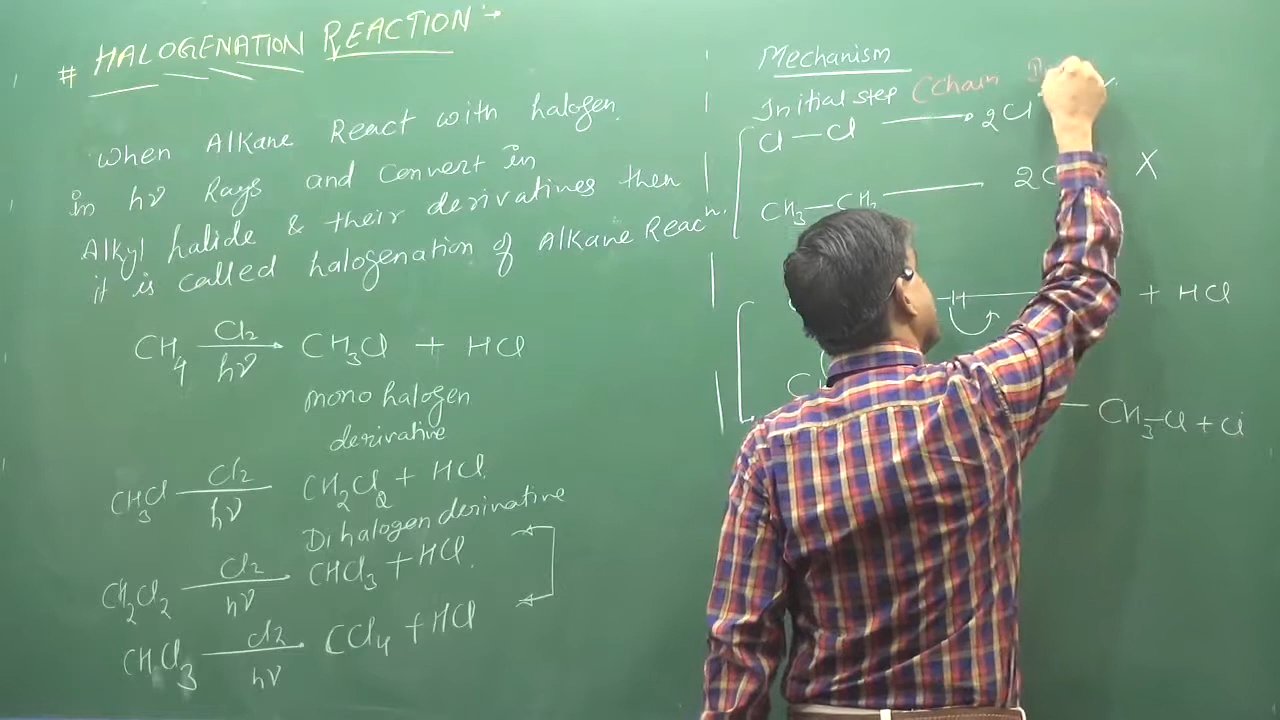 # HALOGENATION REACTION :-
When Alkane React with halogen
in hν Rays and Convert in
Alkyl halide & their derivatines then
it is called halogenation of Alkane Reacⁿ.
CH4 Cl2 hν → CH3Cl + HCl
mono halogen
derivative
CH3Cl Cl2 hν CH2Cl2 + HCl
Dihalogen derivative
CH2Cl2 Cl2 hν → CHCl3 + HCl
CHCl3 Cl2 hν → CCl4 + HCl
Mechanism
Initial step (Chain
Cl — Cl → 2Cl
CH3 — CH3 — 2C X
H + HCl
C — CH3-Cl + Cl